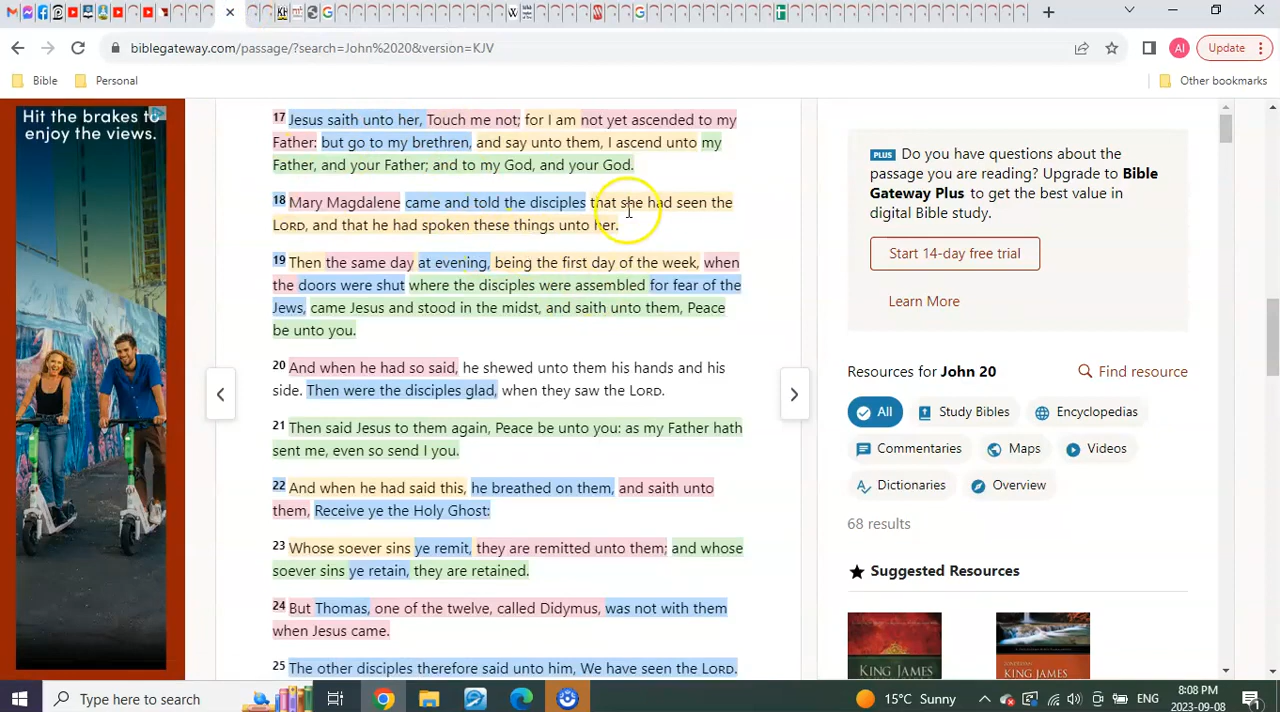 biblegateway.com/passage/?search=John%2020&version=KJV
AI
Update
Bible
Personal
Other bookmarks
Hit the brakes to
enjoy the views.
17 Jesus saith unto her, Touch me not; for I am not yet ascended to my
Father: but go to my brethren, and say unto them, I ascend unto my
Father, and your Father; and to my God, and your God.
18 Mary Magdalene came and told the disciples that she had seen the
LORD, and that he had spoken these things unto her.
19 Then the same day at evening, being the first day of the week, when
the doors were shut where the disciples were assembled for fear of the
Jews, came Jesus and stood in the midst, and saith unto them, Peace
be unto you.
20 And when he had so said, he shewed unto them his hands and his
side. Then were the disciples glad, when they saw the LORD.
21 Then said Jesus to them again, Peace be unto you: as my Father hath
sent me, even so send I you.
22 And when he had said this, he breathed on them, and saith unto
them, Receive ye the Holy Ghost:
23 Whose soever sins ye remit, they are remitted unto them; and whose
soever sins ye retain, they are retained.
24 But Thomas, one of the twelve, called Didymus, was not with them
when Jesus came.
25 The other disciples therefore said unto him, We have seen the LORD.
PLUS Do you have questions about the
passage you are reading? Upgrade to Bible
Gateway Plus to get the best value in
digital Bible study.
Start 14-day free trial
Learn More
Resources for John 20
Find resource
All
Study Bibles
Encyclopedias
Commentaries
Maps
Videos
Dictionaries
Overview
68 results
Suggested Resources
KING JAMES
KING JAMES
Type here to search
15°C Sunny
ENG
8:08 PM
2023-09-08